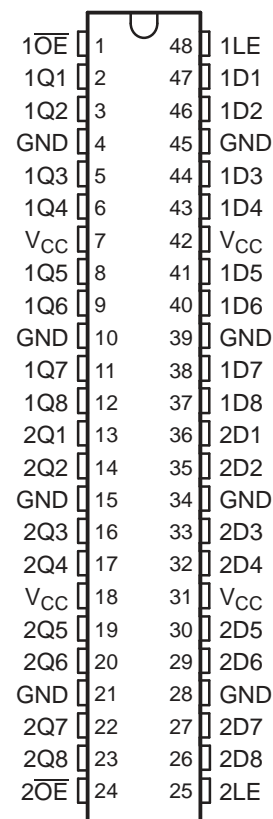 1O̅E̅ 1 48 1LE
1Q1 2 47 1D1
1Q2 3 46 1D2
GND 4 45 GND
1Q3 5 44 1D3
1Q4 6 43 1D4
VCC 7 42 VCC
1Q5 8 41 1D5
1Q6 9 40 1D6
GND 10 39 GND
1Q7 11 38 1D7
1Q8 12 37 1D8
2Q1 13 36 2D1
2Q2 14 35 2D2
GND 15 34 GND
2Q3 16 33 2D3
2Q4 17 32 2D4
VCC 18 31 VCC
2Q5 19 30 2D5
2Q6 20 29 2D6
GND 21 28 GND
2Q7 22 27 2D7
2Q8 23 26 2D8
2O̅E̅ 24 25 2LE